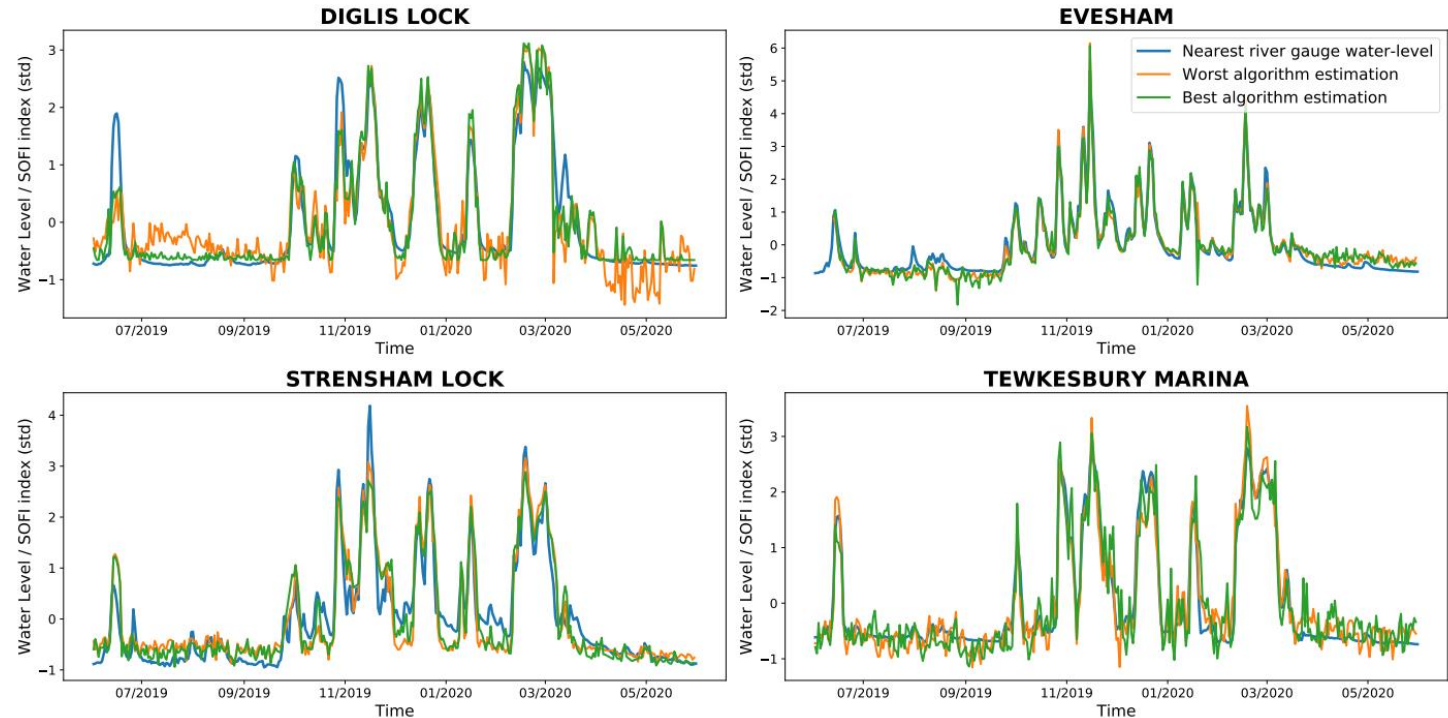 DIGLIS LOCK
Water Level / SOFI index (std)
3
2
1
0
−1
07/2019 09/2019 11/2019 01/2020 03/2020 05/2020
Time
EVESHAM
Nearest river gauge water-level
Worst algorithm estimation
Best algorithm estimation
Water Level / SOFI index (std)
6
5
4
3
2
1
0
−1
−2
07/2019 09/2019 11/2019 01/2020 03/2020 05/2020
Time
STRENSHAM LOCK
Water Level / SOFI index (std)
4
3
2
1
0
−1
07/2019 09/2019 11/2019 01/2020 03/2020 05/2020
Time
TEWKESBURY MARINA
Water Level / SOFI index (std)
3
2
1
0
−1
07/2019 09/2019 11/2019 01/2020 03/2020 05/2020
Time